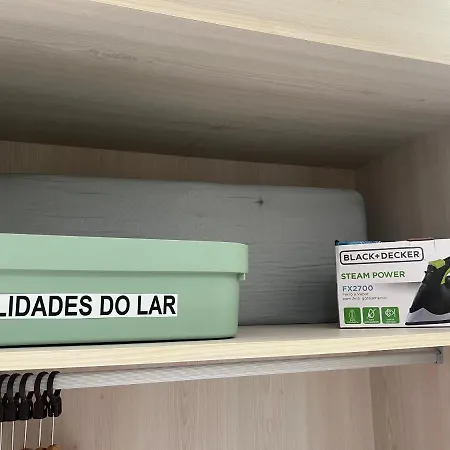 LIDADES DO LAR
BLACK+DECKER
STEAM POWER
FX2700